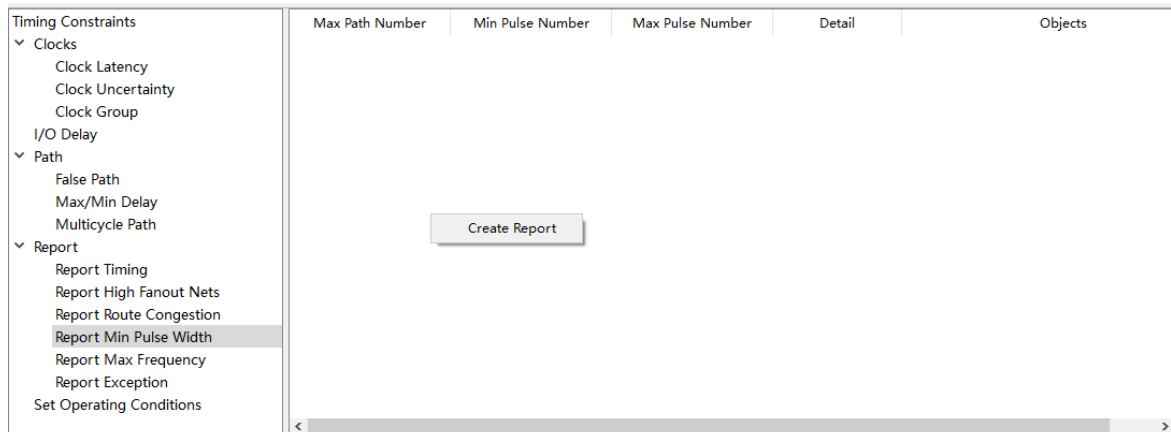 Timing Constraints
Clocks
Clock Latency
Clock Uncertainty
Clock Group
I/O Delay
Path
False Path
Max/Min Delay
Multicycle Path
Report
Report Timing
Report High Fanout Nets
Report Route Congestion
Report Min Pulse Width
Report Max Frequency
Report Exception
Set Operating Conditions
Max Path Number Min Pulse Number Max Pulse Number Detail Objects
Create Report